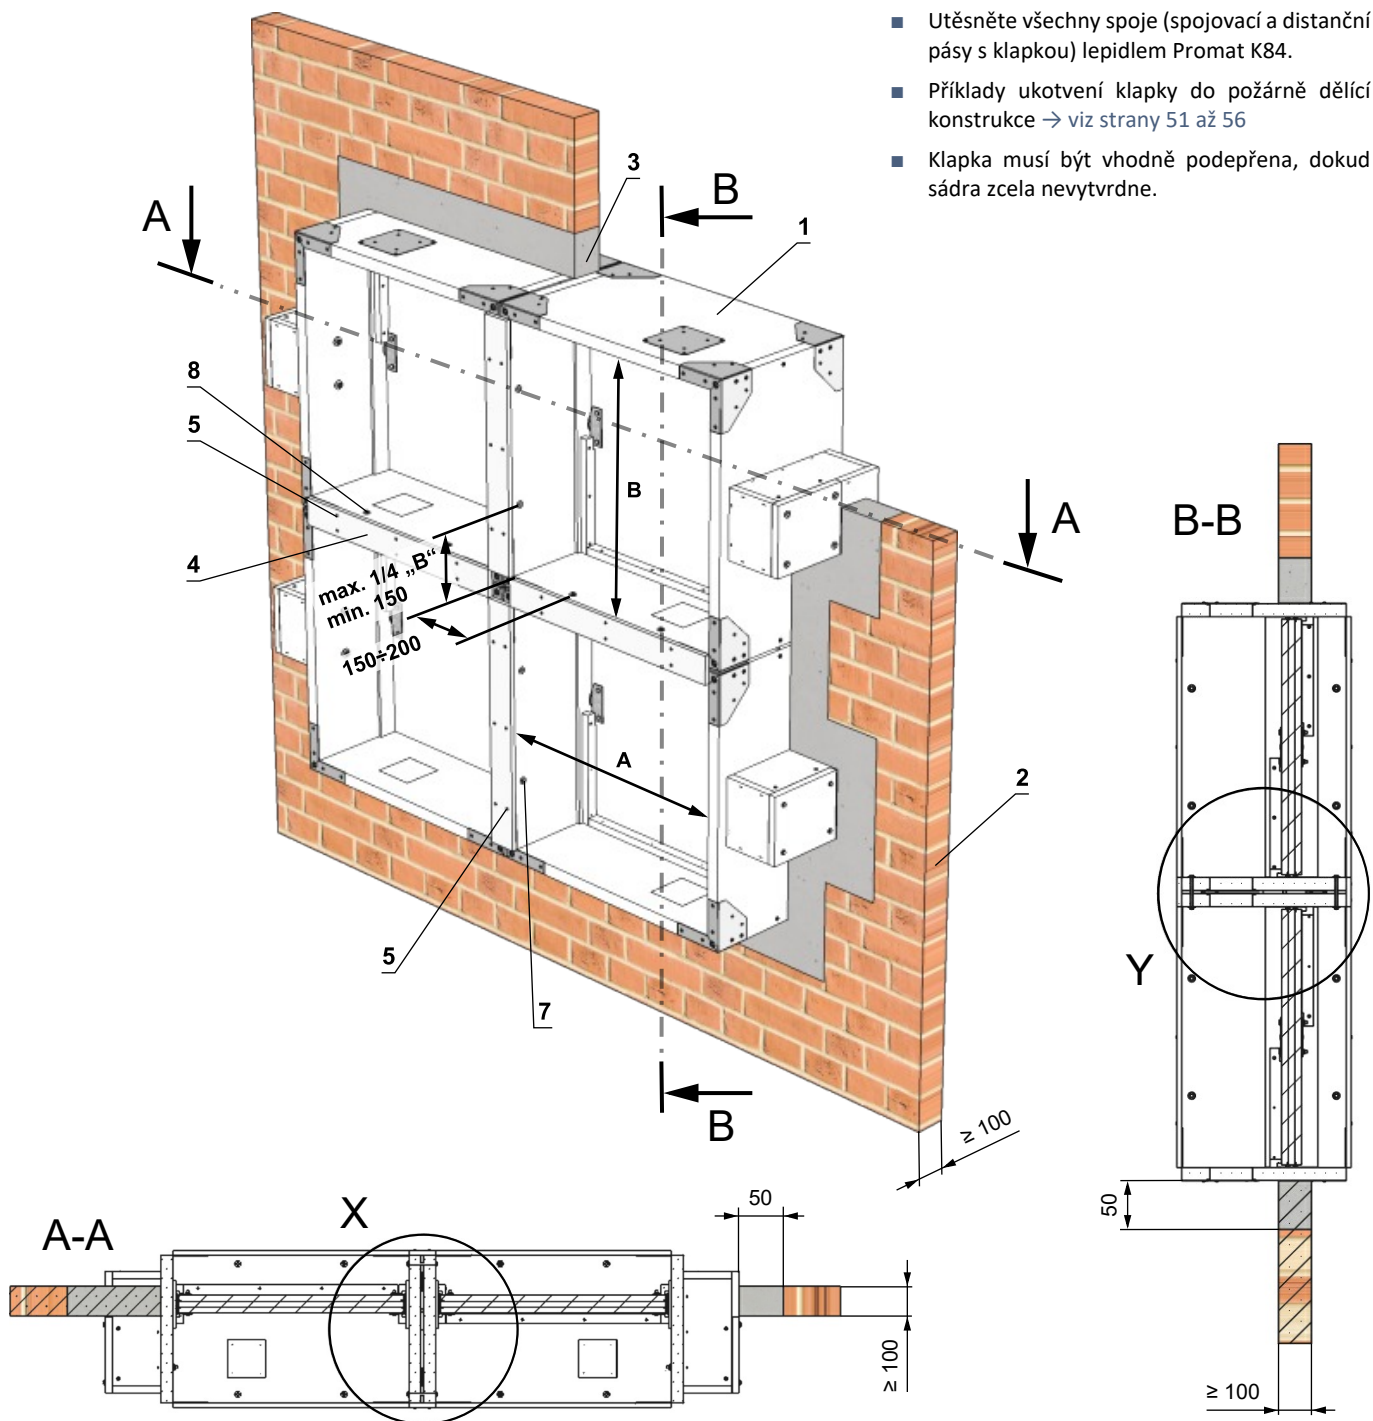 ■ Utěsněte všechny spoje (spojovací a distanční
pásy s klapkou) lepidlem Promat K84.
■ Příklady ukotvení klapky do požárně dělící
konstrukce → viz strany 51 až 56
■ Klapka musí být vhodně podepřena, dokud
sádra zcela nevytvrdne.
3
B
1
A
8
5
4
B
max. 1/4 „B“
min. 150
150÷200
A
B-B
A
2
5
7
Y
B
≥ 100
50
X
A-A
50
≥ 100
≥ 100